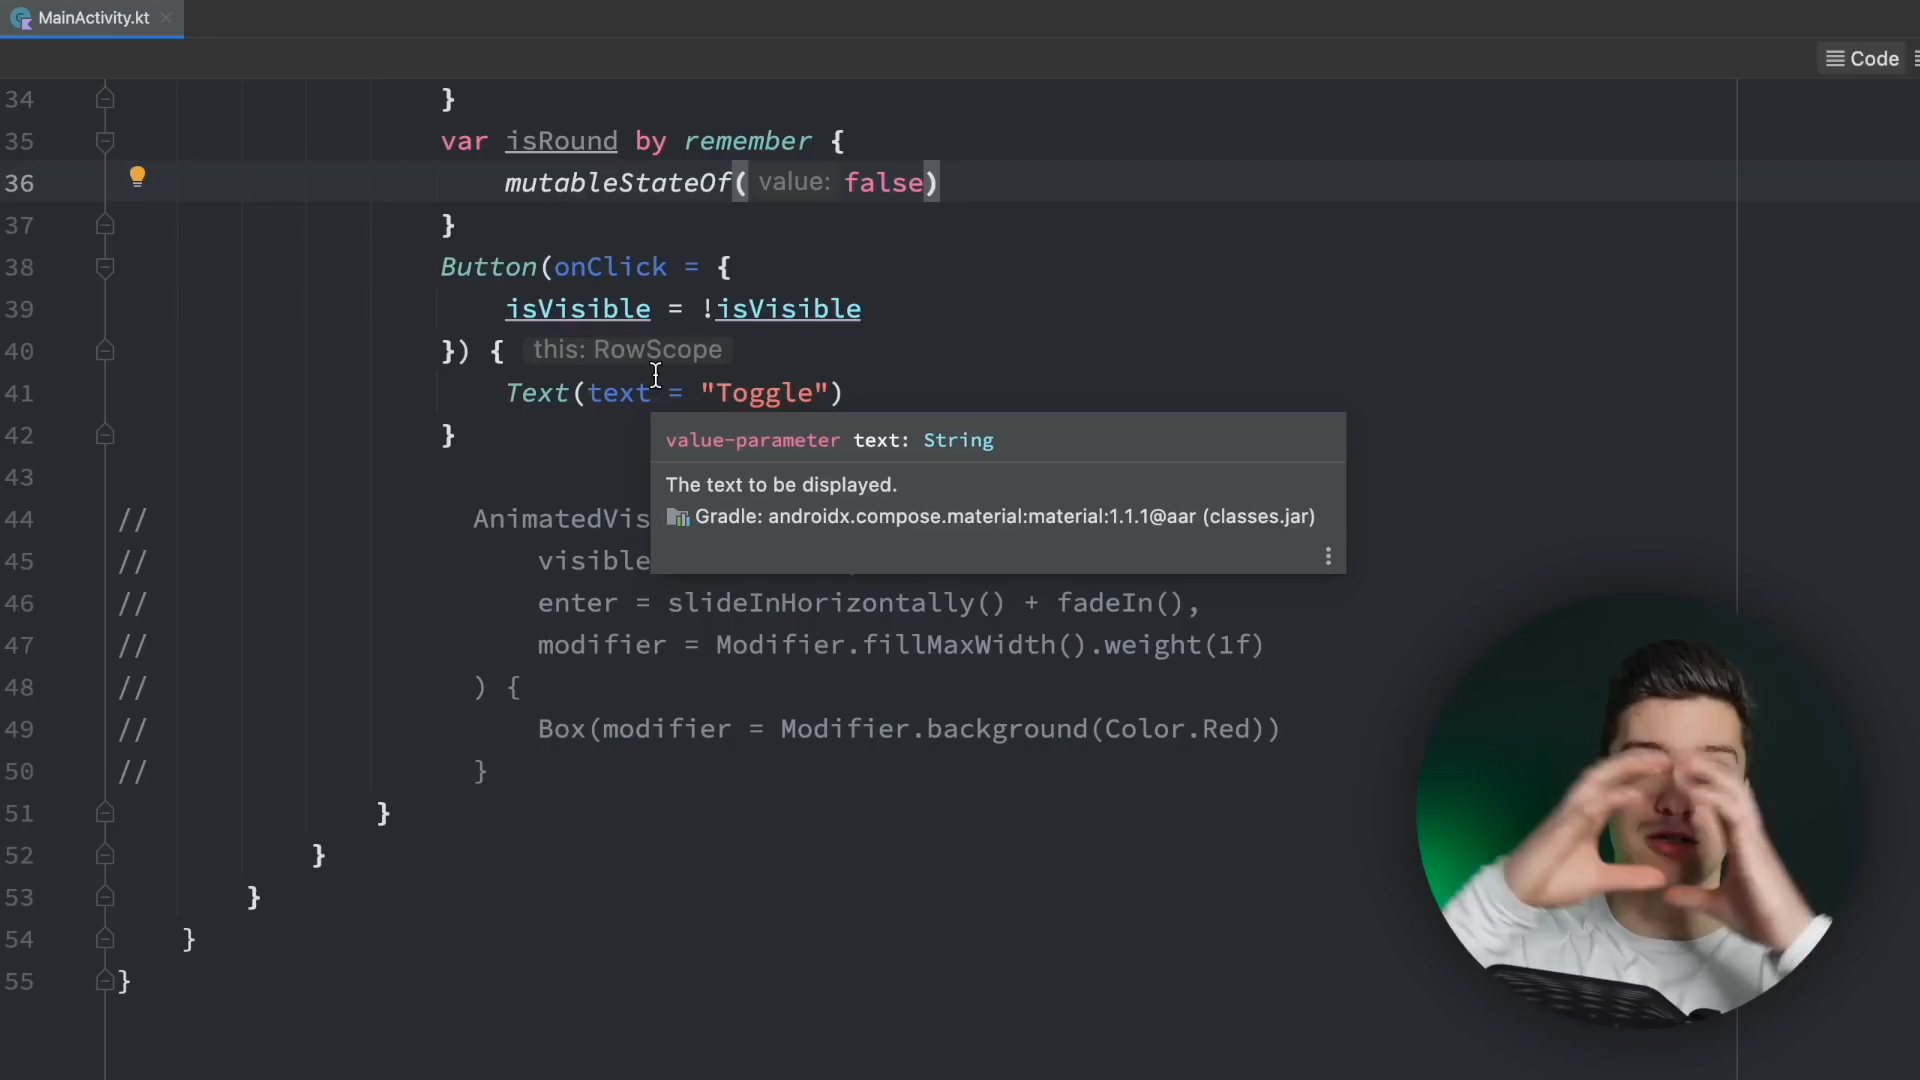 MainActivity.kt
Code
34 }
35 var isRound by remember {
36 mutableStateOf( value: false)
37 }
38 Button(onClick = {
39 isVisible = !isVisible
40 }) { this: RowScope
41 Text(text = "Toggle")
42 }
43
value-parameter text: String
The text to be displayed.
Gradle: androidx.compose.material:material:1.1.1@aar (classes.jar)
44 // AnimatedVis
45 // visible
46 // enter = slideInHorizontally() + fadeIn(),
47 // modifier = Modifier.fillMaxWidth().weight(1f)
48 // ) {
49 // Box(modifier = Modifier.background(Color.Red))
50 // }
51 }
52 }
53 }
54 }
55 }